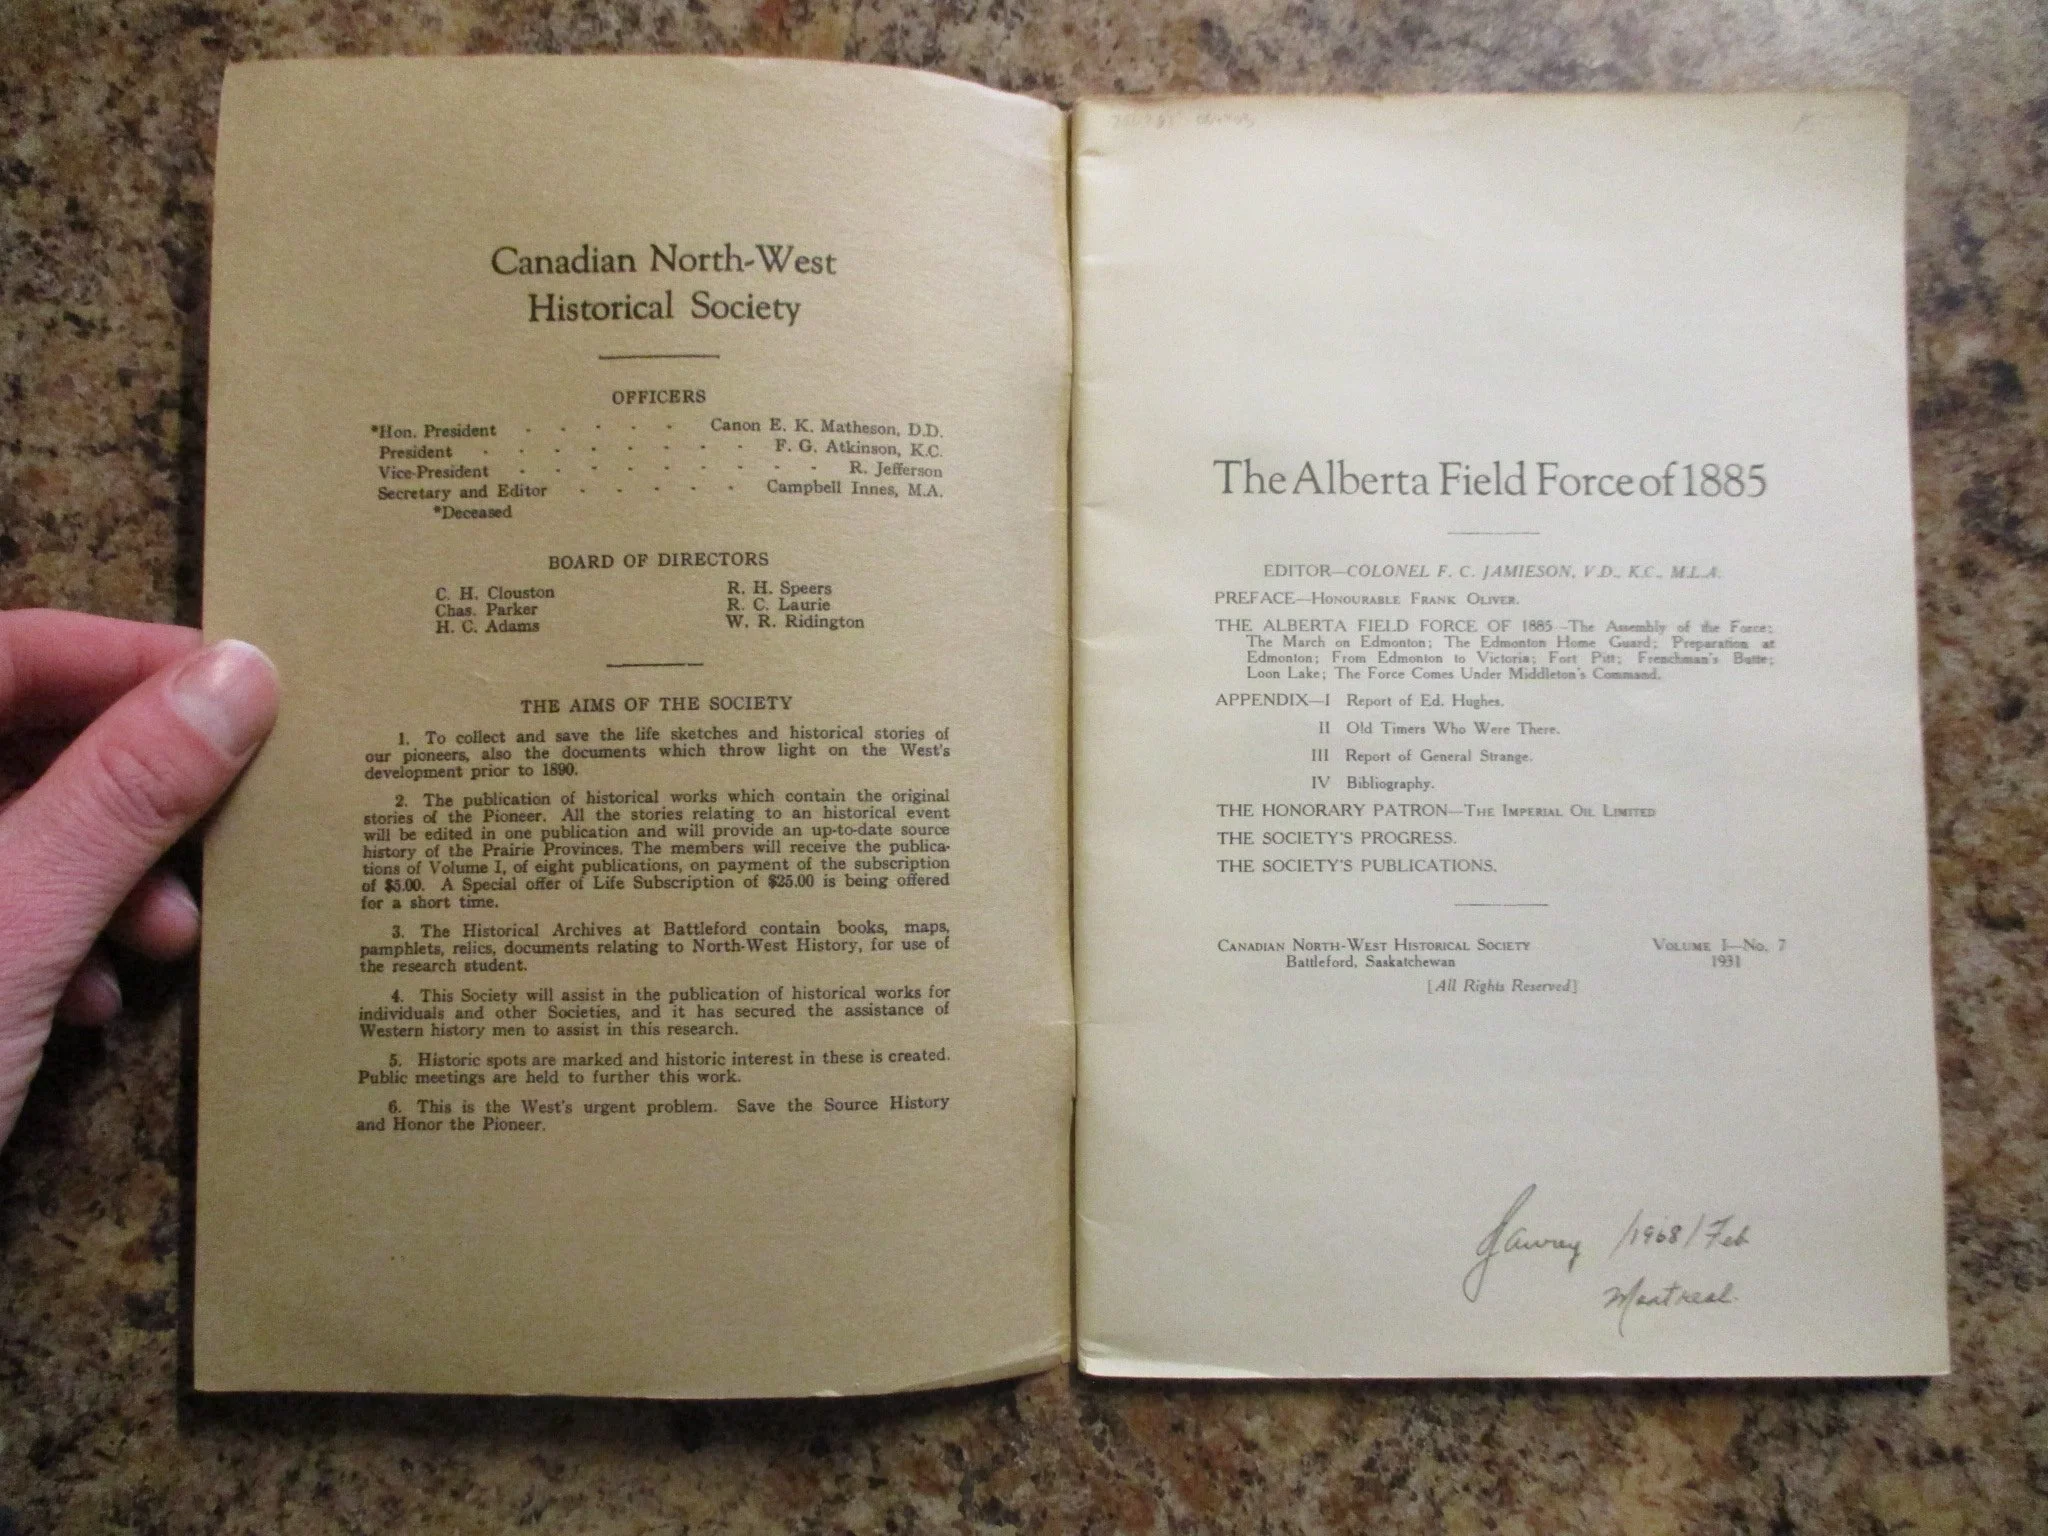 Canadian North-West
Historical Society
OFFICERS
*Hon. President - - - - - Canon E. K. Matheson, D.D.
President - - - - - - - - F. G. Atkinson, K.C.
Vice-President - - - - - - - - R. Jefferson
Secretary and Editor - - - - - Campbell Innes, M.A.
*Deceased
BOARD OF DIRECTORS
C. H. Clouston R. H. Speers
Chas. Parker R. C. Laurie
H. C. Adams W. R. Ridington
THE AIMS OF THE SOCIETY
1. To collect and save the life sketches and historical stories of
our pioneers, also the documents which throw light on the West's
development prior to 1890.
2. The publication of historical works which contain the original
stories of the Pioneer. All the stories relating to an historical event
will be edited in one publication and will provide an up-to-date source
history of the Prairie Provinces. The members will receive the publica-
tions of Volume I, of eight publications, on payment of the subscription
of $5.00. A Special offer of Life Subscription of $25.00 is being offered
for a short time.
3. The Historical Archives at Battleford contain books, maps,
pamphlets, relics, documents relating to North-West History, for use of
the research student.
4. This Society will assist in the publication of historical works for
individuals and other Societies, and it has secured the assistance of
Western history men to assist in this research.
5. Historic spots are marked and historic interest in these is created.
Public meetings are held to further this work.
6. This is the West's urgent problem. Save the Source History
and Honor the Pioneer.
The Alberta Field Force of 1885
EDITOR—COLONEL F. C. JAMIESON, V.D., K.C., M.L.A.
PREFACE—HONOURABLE FRANK OLIVER.
THE ALBERTA FIELD FORCE OF 1885—The Assembly of the Force;
The March on Edmonton; The Edmonton Home Guard; Preparation at
Edmonton; From Edmonton to Victoria; Fort Pitt; Frenchman's Butte;
Loon Lake; The Force Comes Under Middleton's Command.
APPENDIX—I Report of Ed. Hughes.
II Old Timers Who Were There.
III Report of General Strange.
IV Bibliography.
THE HONORARY PATRON—THE IMPERIAL OIL LIMITED
THE SOCIETY'S PROGRESS.
THE SOCIETY'S PUBLICATIONS.
CANADIAN NORTH-WEST HISTORICAL SOCIETY VOLUME I—No. 7
Battleford, Saskatchewan 1931
[All Rights Reserved]
/1968/Feb
Montreal